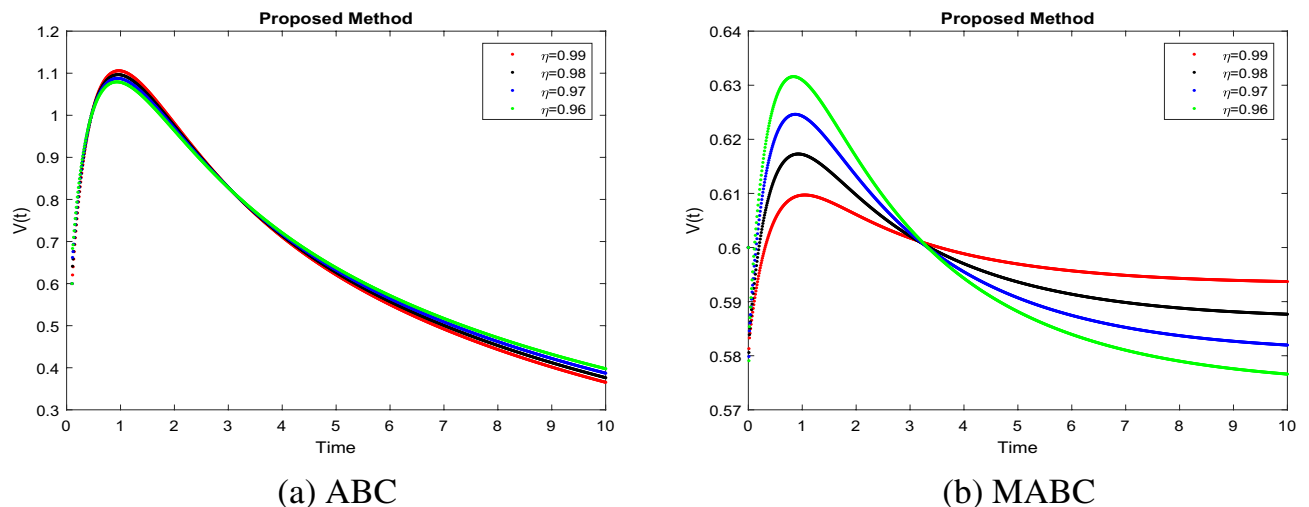 Proposed Method
1.2
1.1
1
0.9
0.8
0.7
0.6
0.5
0.4
0.3
V(t)
0 1 2 3 4 5 6 7 8 9 10
Time
η=0.99
η=0.98
η=0.97
η=0.96
(a) ABC
Proposed Method
0.64
0.63
0.62
0.61
0.6
0.59
0.58
0.57
V(t)
0 1 2 3 4 5 6 7 8 9 10
Time
η=0.99
η=0.98
η=0.97
η=0.96
(b) MABC